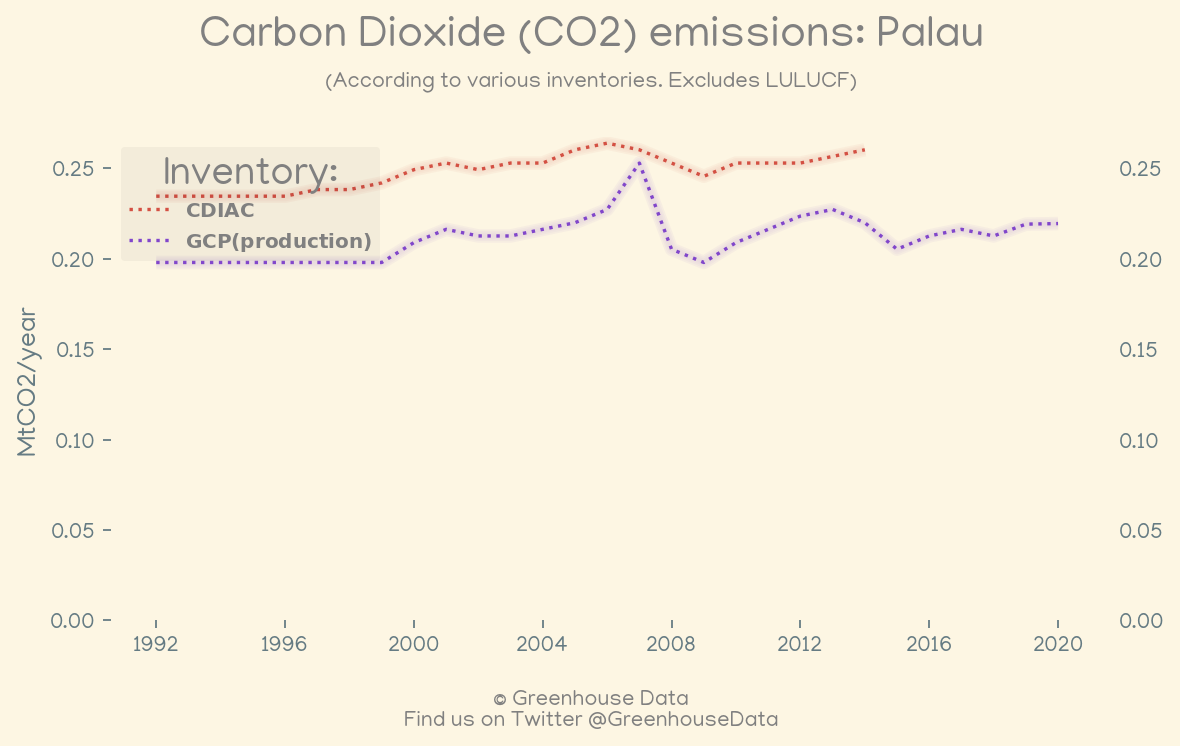 Carbon Dioxide (CO2) emissions: Palau
(According to various inventories. Excludes LULUCF)
Inventory:
CDIAC
GCP(production)
MtCO2/year
0.25
0.20
0.15
0.10
0.05
0.00
0.25
0.20
0.15
0.10
0.05
0.00
1992 1996 2000 2004 2008 2012 2016 2020
© Greenhouse Data
Find us on Twitter @GreenhouseData